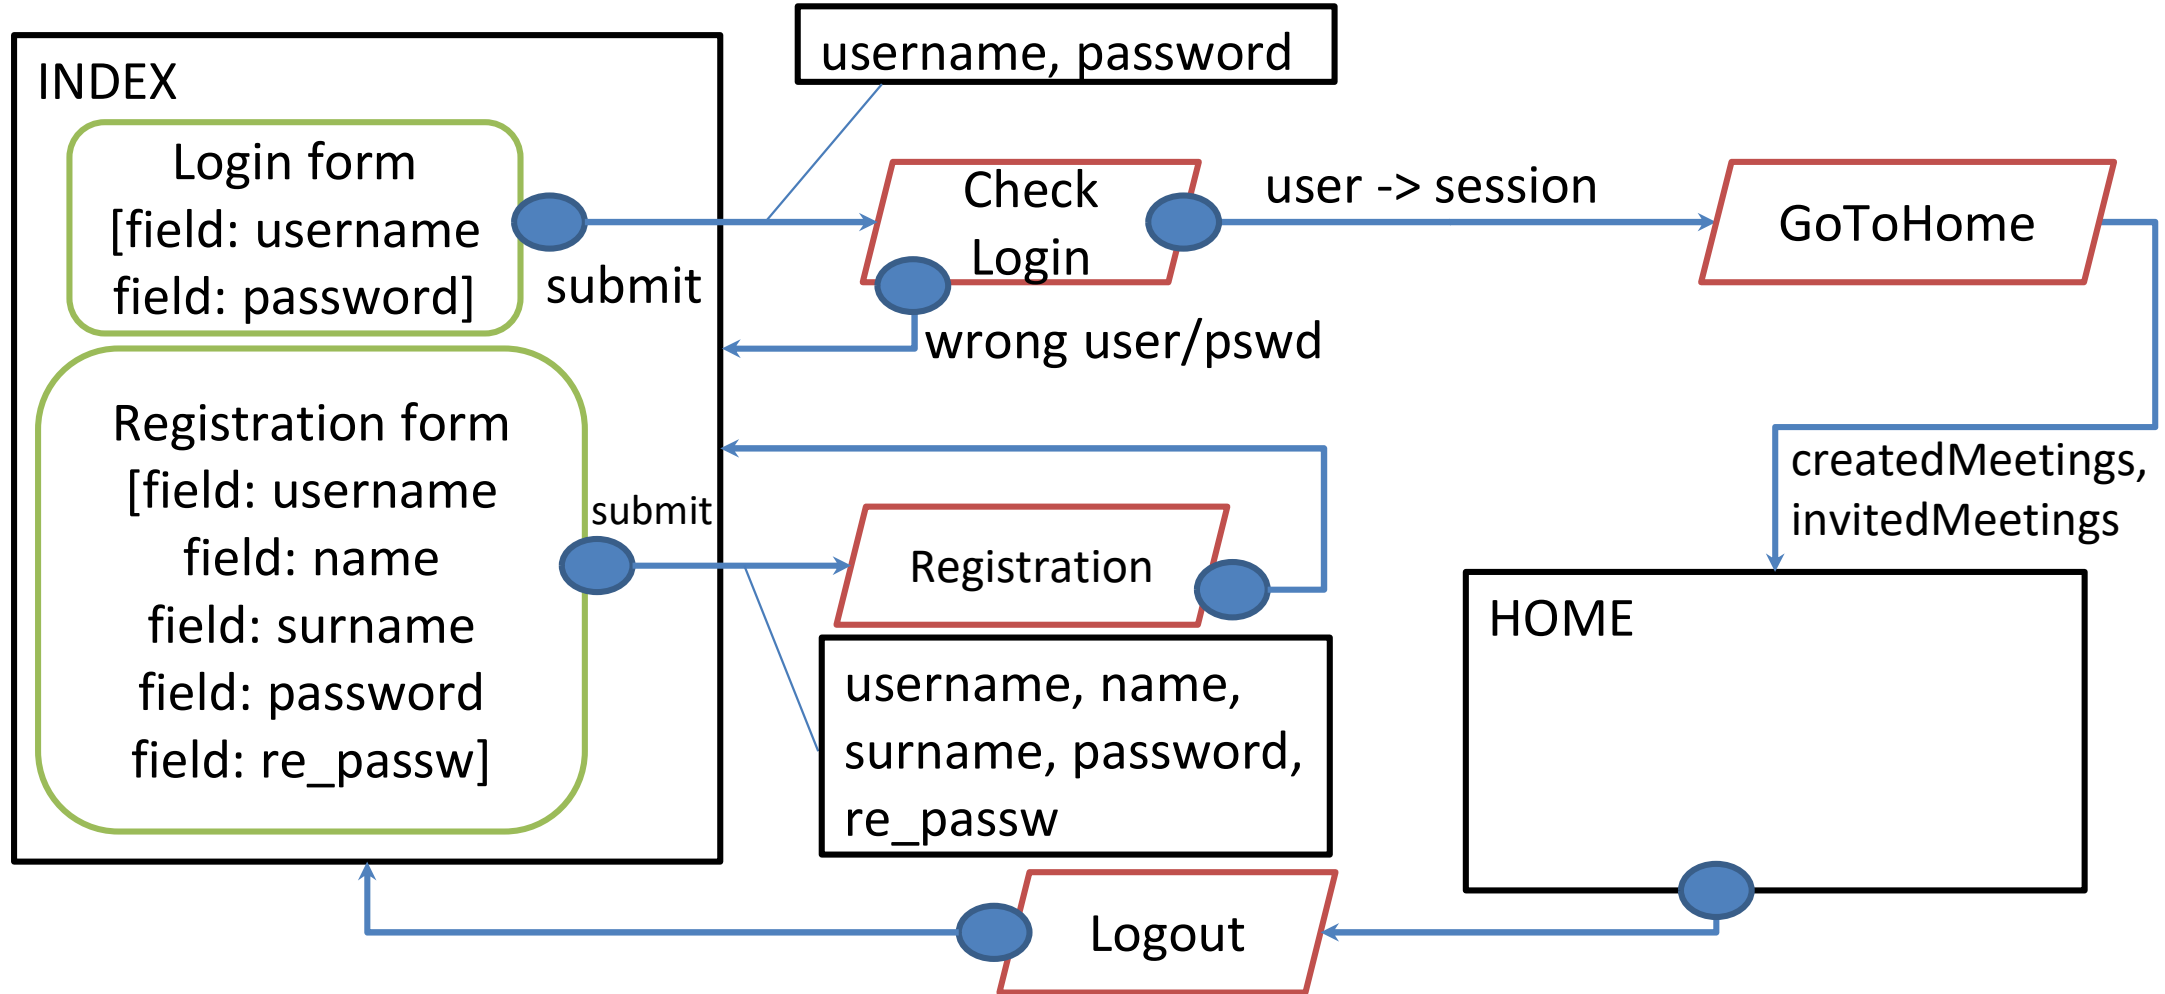 username, password
INDEX
Login form
[field: username
field: password]
submit
Check
Login
user -> session
GoToHome
wrong user/pswd
Registration form
[field: username
field: name
field: surname
field: password
field: re_passw]
submit
Registration
createdMeetings,
invitedMeetings
username, name,
surname, password,
re_passw
HOME
Logout